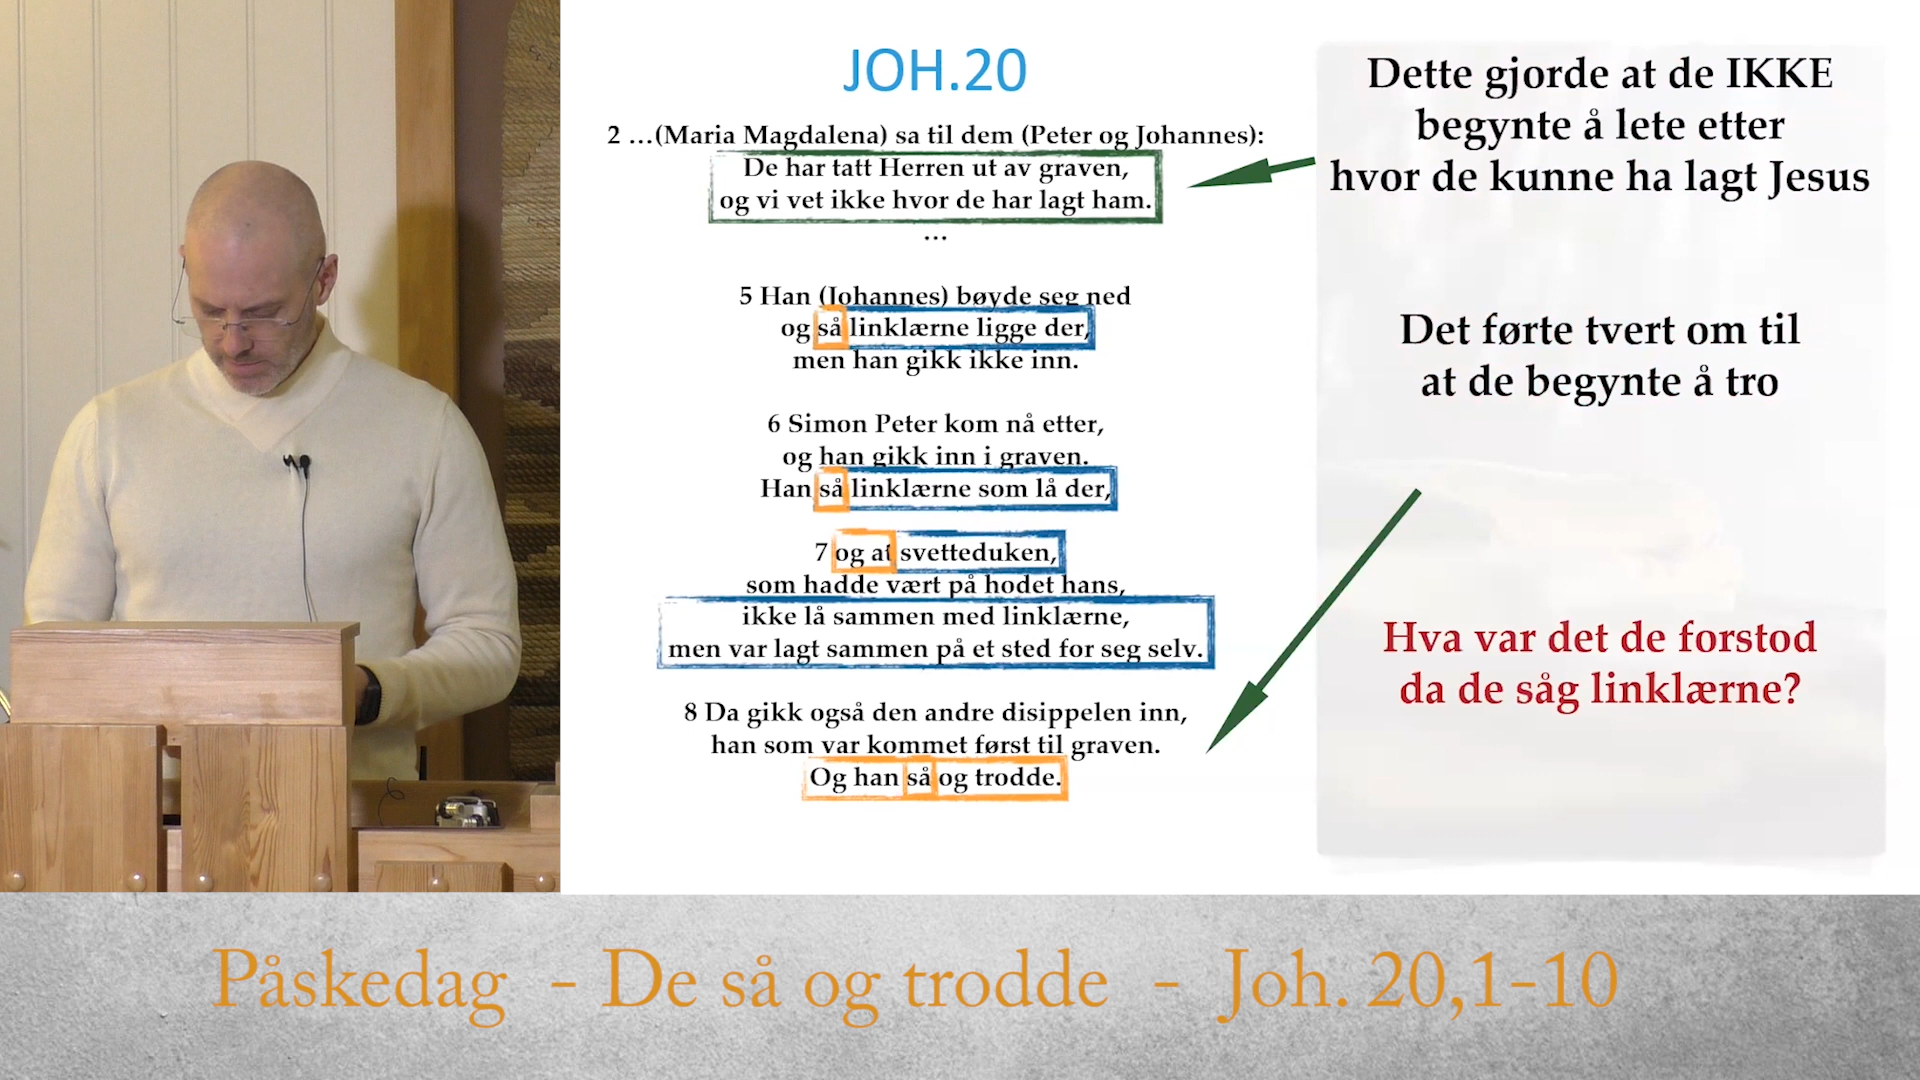 JOH.20
2 …(Maria Magdalena) sa til dem (Peter og Johannes):
De har tatt Herren ut av graven,
og vi vet ikke hvor de har lagt ham.
…
5 Han (Johannes) bøyde seg ned
og så linklærne ligge der,
men han gikk ikke inn.
6 Simon Peter kom nå etter,
og han gikk inn i graven.
Han så linklærne som lå der,
7 og at svetteduken,
som hadde vært på hodet hans,
ikke lå sammen med linklærne,
men var lagt sammen på et sted for seg selv.
8 Da gikk også den andre disippelen inn,
han som var kommet først til graven.
Og han så og trodde.
Dette gjorde at de IKKE
begynte å lete etter
hvor de kunne ha lagt Jesus
Det førte tvert om til
at de begynte å tro
Hva var det de forstod
da de såg linklærne?
Påskedag - De så og trodde - Joh. 20,1-10